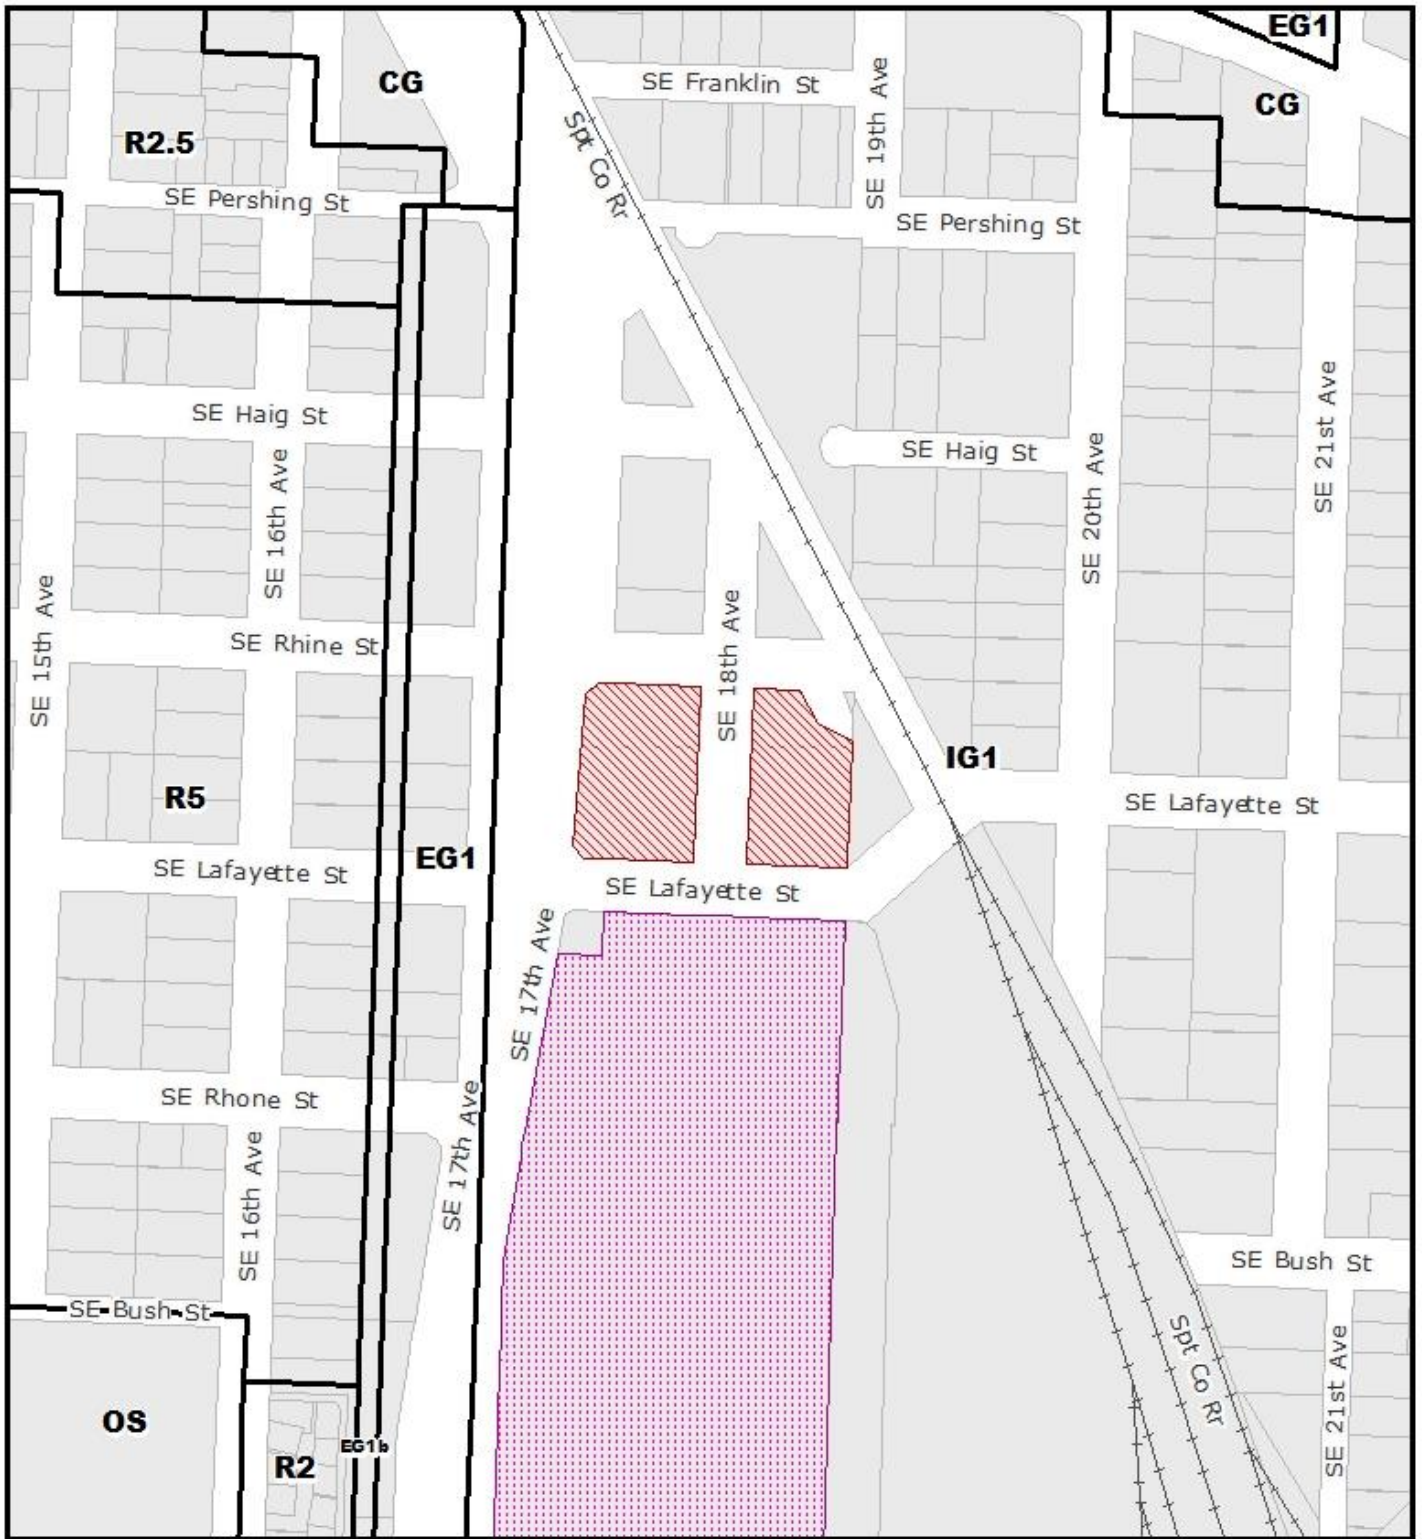 EG1
CG
SE Franklin St
SE 19th Ave
CG
R2.5
Spt Co Rr
SE Pershing St
SE Pershing St
SE Haig St
SE 21st Ave
SE Haig St
SE 16th Ave
SE 20th Ave
SE 15th Ave
SE Rhine St
SE 18th Ave
IG1
R5
SE Lafayette St
EG1
SE Lafayette St
SE Lafayette St
SE 17th Ave
SE Rhone St
SE 17th Ave
SE 16th Ave
SE Bush St
SE Bush St
Spt Co Rr
SE 21st Ave
OS
EG1b
R2